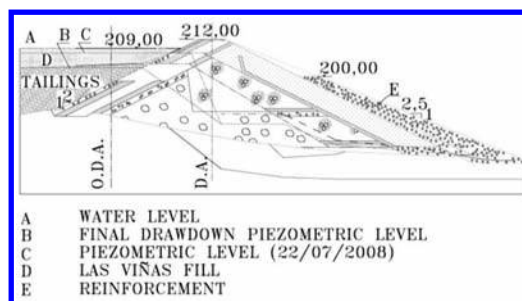 A B C 209,00 212,00
D
TAILINGS
200,00
E
2,5
1
1 2
O.D.A.
D.A.
A WATER LEVEL
B FINAL DRAWDOWN PIEZOMETRIC LEVEL
C PIEZOMETRIC LEVEL (22/07/2008)
D LAS VIÑAS FILL
E REINFORCEMENT